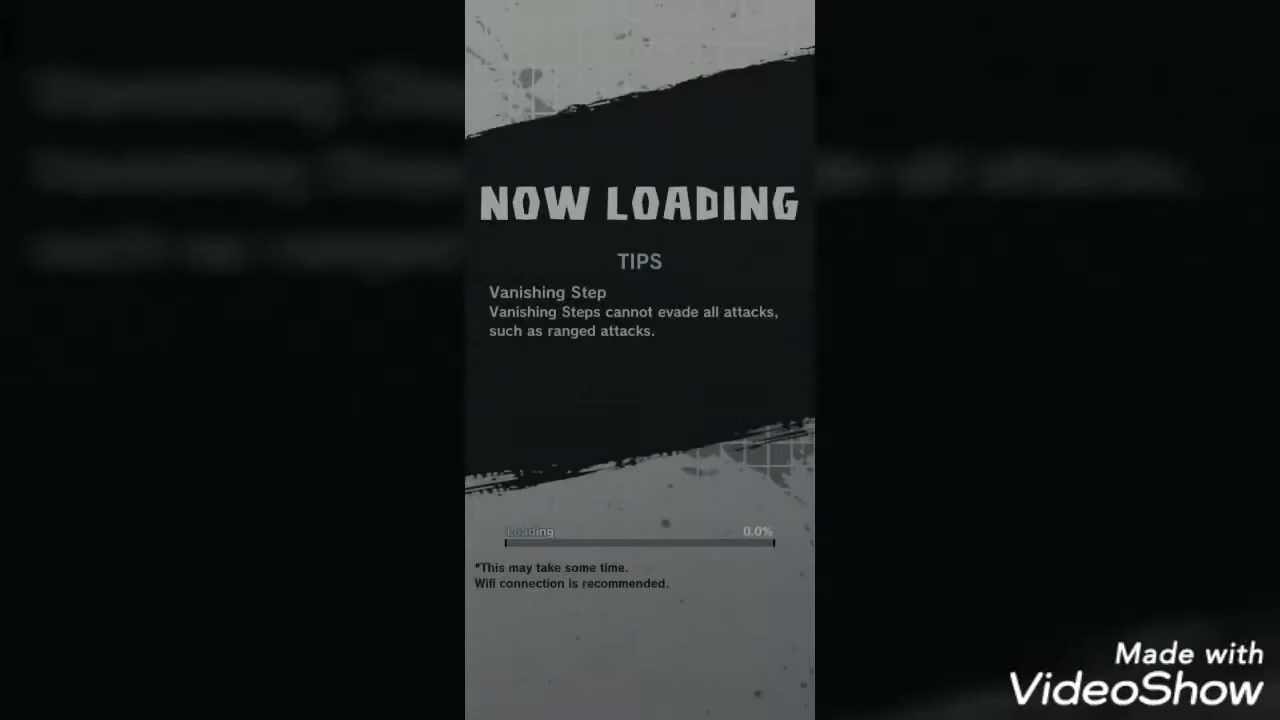 NOW LOADING
TIPS
Vanishing Step
Vanishing Steps cannot evade all attacks,
such as ranged attacks.
Loading 0.0%
*This may take some time.
Wifi connection is recommended.
Made with
VideoShow